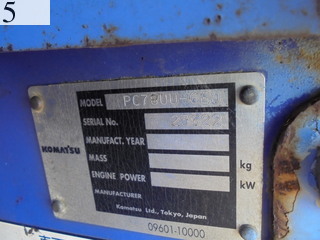 5
MODEL
SERIAL No.
MANUFACT. YEAR
KOMATSU
MASS kg
ENGINE POWER kW
MANUFACTURER
Komatsu Ltd., Tokyo, Japan
09601-10000